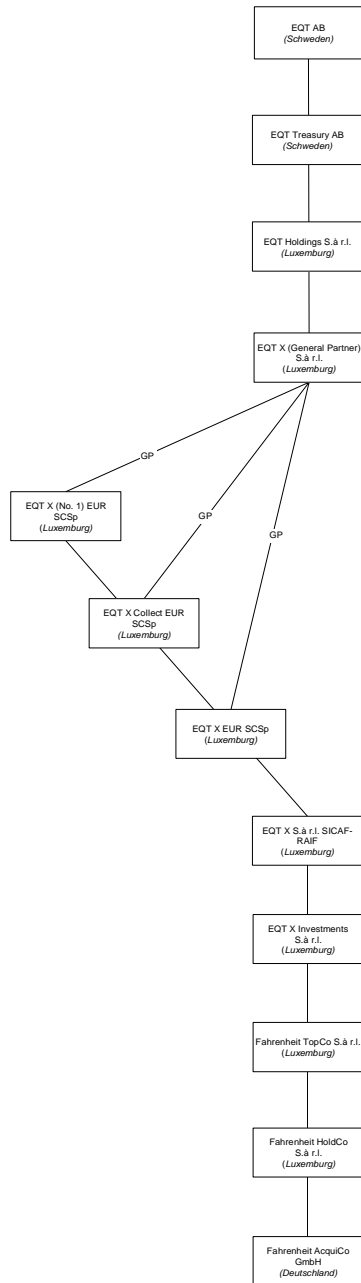 EQT AB
(Schweden)
EQT Treasury AB
(Schweden)
EQT Holdings S.à r.l.
(Luxemburg)
EQT X (General Partner)
S.à r.l.
(Luxemburg)
GP
GP
GP
EQT X (No. 1) EUR
SCSp
(Luxemburg)
EQT X Collect EUR
SCSp
(Luxemburg)
EQT X EUR SCSp
(Luxemburg)
EQT X S.à r.l. SICAF-
RAIF
(Luxemburg)
EQT X Investments
S.à r.l.
(Luxemburg)
Fahrenheit TopCo S.à r.l.
(Luxemburg)
Fahrenheit HoldCo
S.à r.l.
(Luxemburg)
Fahrenheit AcquiCo
GmbH
(Deutschland)